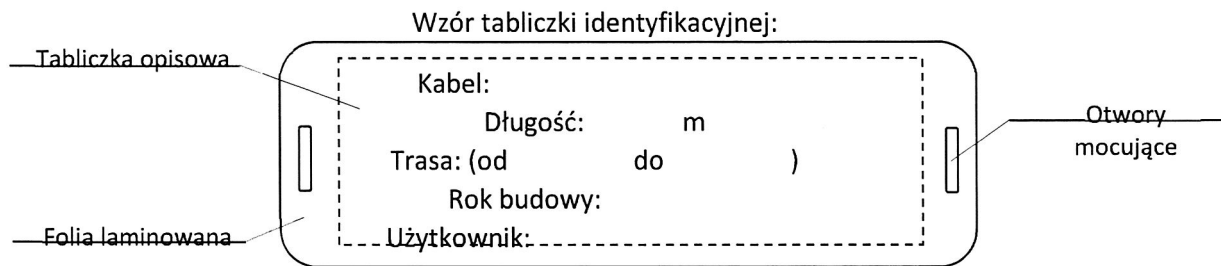 Wzór tabliczki identyfikacyjnej:
Tabliczka opisowa
Kabel:
Długość: m
Otwory
mocujące
Trasa: (od do )
Rok budowy:
Folia laminowana
Użytkownik: